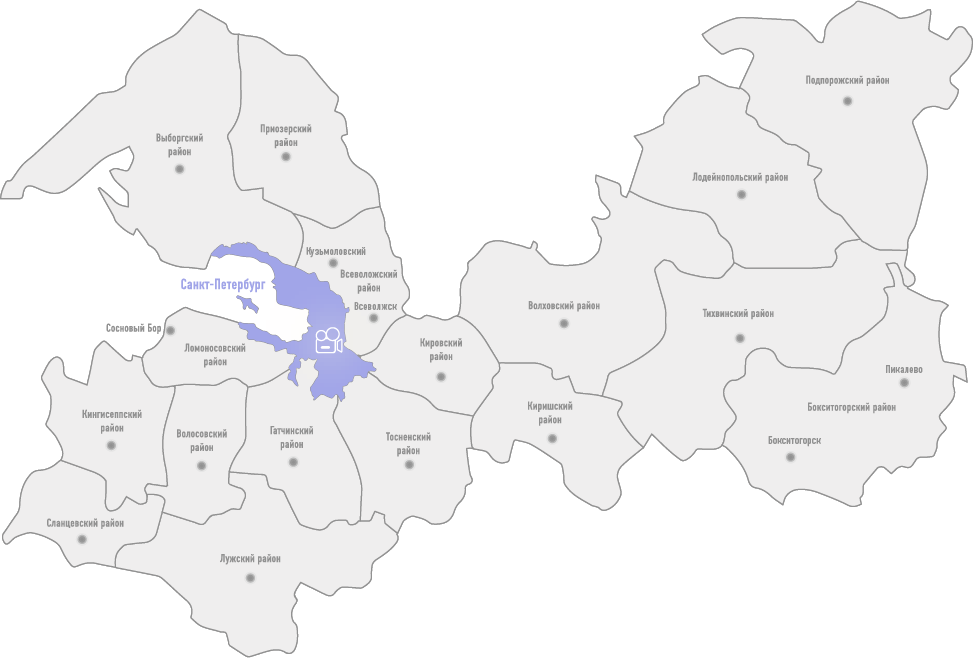 Подпорожский район
Приозерский
район
Выборгский
район
Лодейнопольский район
Кузьмоловский
Всеволожский
район
Санкт-Петербург
Всеволжск
Волховский район
Тихвинский район
Сосновый Бор
Ломоносовский
район
Кировский
район
Пикалево
Бокситогорский район
Киришский
район
Кингисеппский
район
Волосовский
район
Гатчинский
район
Тосненский
район
Бокситогорск
Сланцевский район
Лужский район